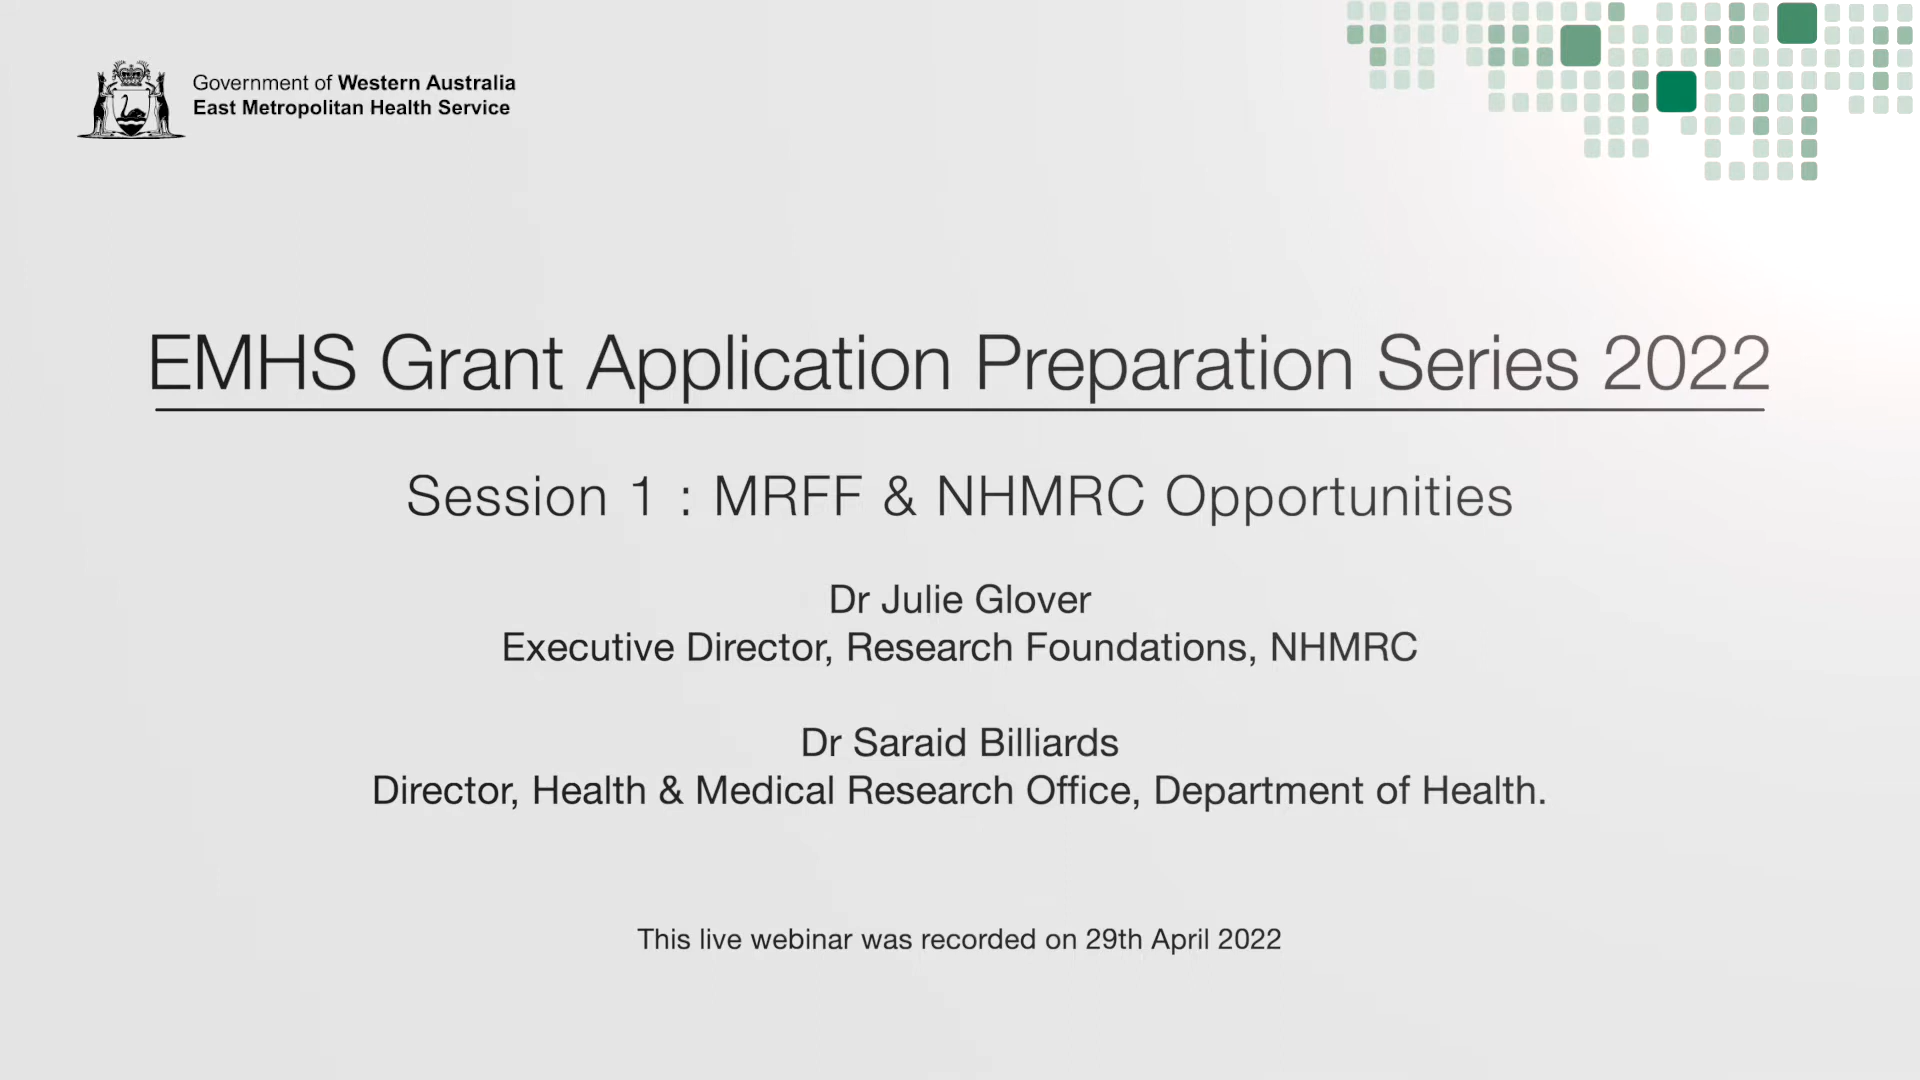 Government of Western Australia
East Metropolitan Health Service
EMHS Grant Application Preparation Series 2022
Session 1 : MRFF & NHMRC Opportunities
Dr Julie Glover
Executive Director, Research Foundations, NHMRC
Dr Saraid Billiards
Director, Health & Medical Research Office, Department of Health.
This live webinar was recorded on 29th April 2022